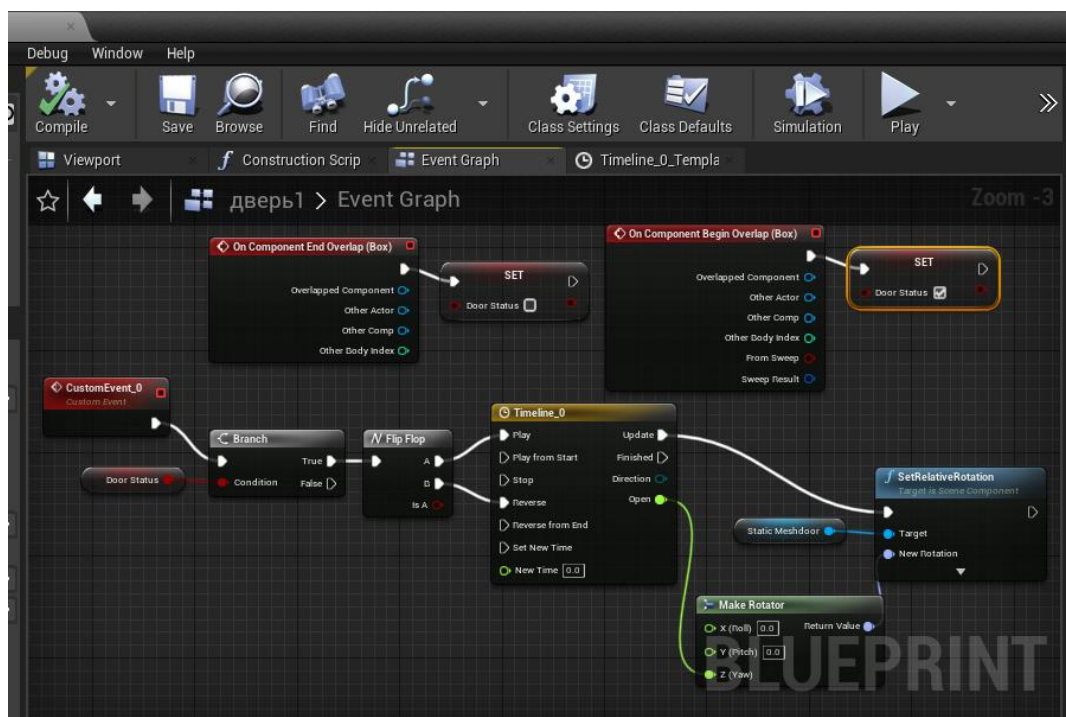 Debug Window Help
Compile Save Browse Find Hide Unrelated Class Settings Class Defaults Simulation Play
Viewport Construction Scrip Event Graph Timeline_0_Templa
дверь1 > Event Graph Zoom -3
On Component End Overlap (Box)
Overlapped Component
Other Actor
Other Comp
Other Body Index
SET
Door Status
On Component Begin Overlap (Box)
Overlapped Component
Other Actor
Other Comp
Other Body Index
From Sweep
Sweep Result
SET
Door Status
CustomEvent_0
Custom Event
Door Status
Branch
True
Condition False
Flip Flop
A
B
Is A
Timeline_0
Play Update
Play from Start Finished
Stop Direction
Reverse Open
Reverse from End
Set New Time
New Time 0.0
Static Meshdoor
SetRelativeRotation
Target is Scene Component
Target
New Rotation
Make Rotator
X (Roll) 0.0 Return Value
Y (Pitch) 0.0
Z (Yaw)
BLUEPRINT